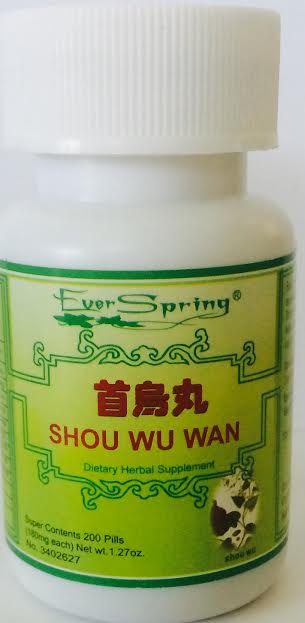 Ever Spring®
首烏丸
SHOU WU WAN
Dietary Herbal Supplement
Super Contents 200 Pills
(180mg each) Net wt.1.27oz.
No. 3402627
shou wu